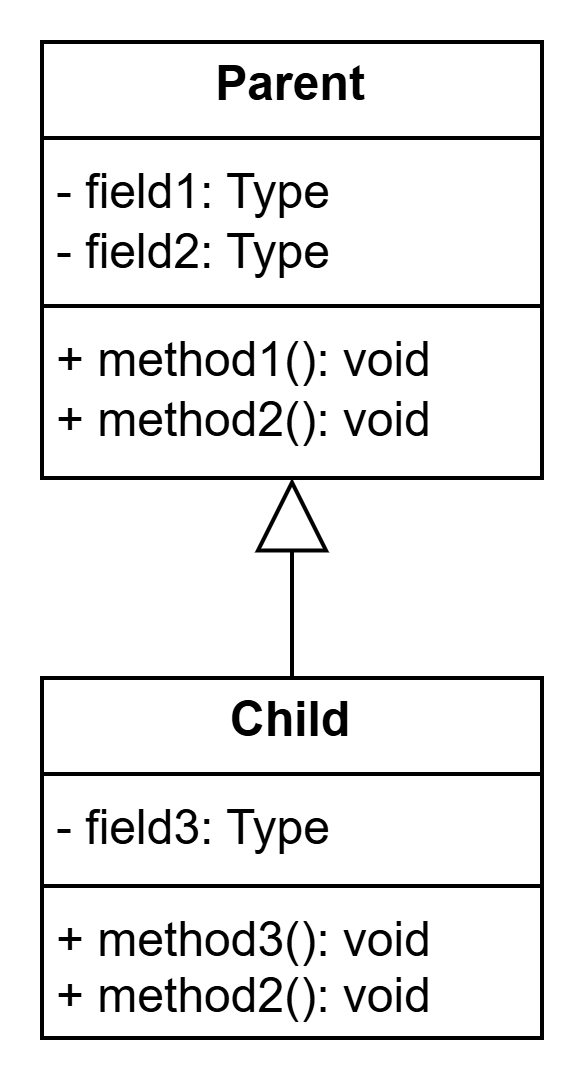 Parent
- field1: Type
- field2: Type
+ method1(): void
+ method2(): void
Child
- field3: Type
+ method3(): void
+ method2(): void